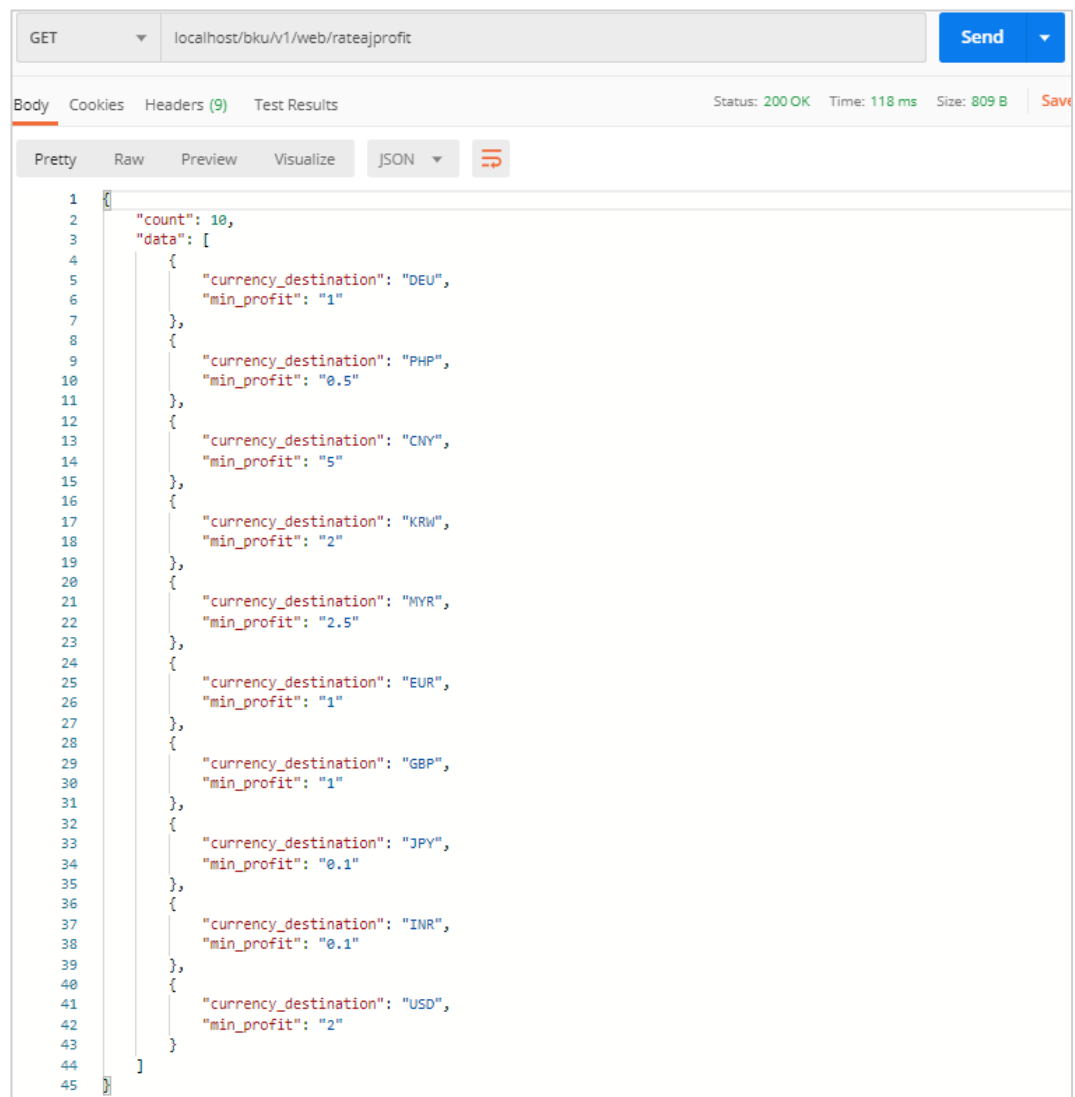 GET localhost/bku/v1/web/rateajprofit Send
Body Cookies Headers (9) Test Results Status: 200 OK Time: 118 ms Size: 809 B Save
Pretty Raw Preview Visualize JSON
1 {
2 "count": 10,
3 "data": [
4 {
5 "currency_destination": "DEU",
6 "min_profit": "1"
7 },
8 {
9 "currency_destination": "PHP",
10 "min_profit": "0.5"
11 },
12 {
13 "currency_destination": "CNY",
14 "min_profit": "5"
15 },
16 {
17 "currency_destination": "KRW",
18 "min_profit": "2"
19 },
20 {
21 "currency_destination": "MYR",
22 "min_profit": "2.5"
23 },
24 {
25 "currency_destination": "EUR",
26 "min_profit": "1"
27 },
28 {
29 "currency_destination": "GBP",
30 "min_profit": "1"
31 },
32 {
33 "currency_destination": "JPY",
34 "min_profit": "0.1"
35 },
36 {
37 "currency_destination": "INR",
38 "min_profit": "0.1"
39 },
40 {
41 "currency_destination": "USD",
42 "min_profit": "2"
43 }
44 ]
45 }